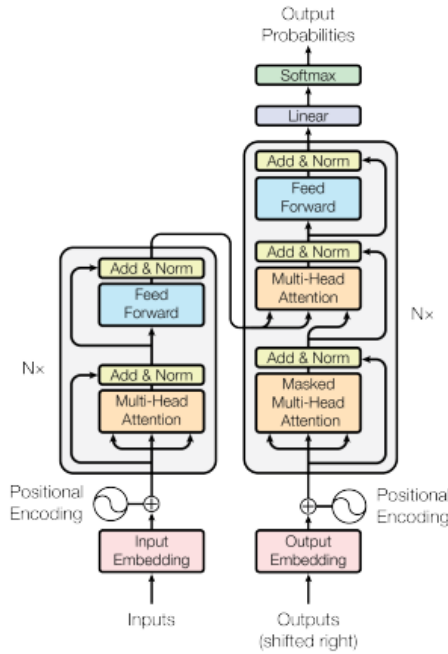 Output
Probabilities
Softmax
Linear
Add & Norm
Feed
Forward
Add & Norm
Multi-Head
Attention
Add & Norm
Masked
Multi-Head
Attention
N×
Add & Norm
Feed
Forward
Add & Norm
Multi-Head
Attention
N×
Positional
Encoding
Positional
Encoding
Input
Embedding
Output
Embedding
Inputs
Outputs
(shifted right)